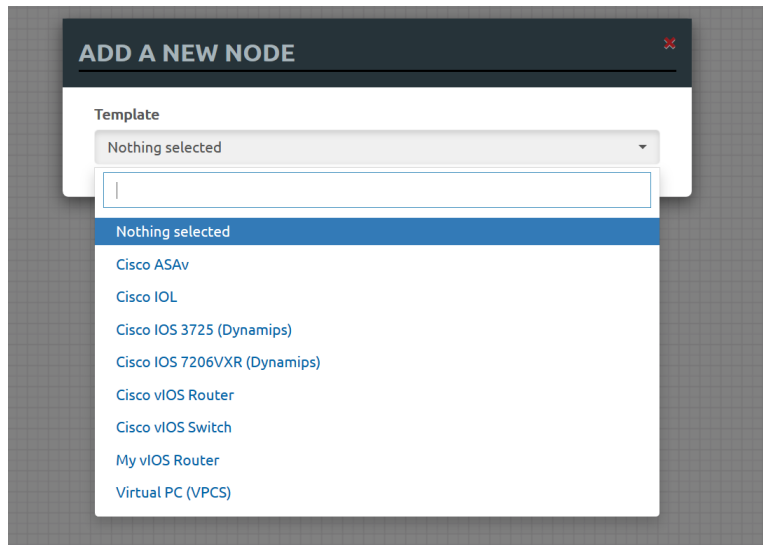 ADD A NEW NODE
Template
Nothing selected
Nothing selected
Cisco ASAv
Cisco IOL
Cisco IOS 3725 (Dynamips)
Cisco IOS 7206VXR (Dynamips)
Cisco vIOS Router
Cisco vIOS Switch
My vIOS Router
Virtual PC (VPCS)